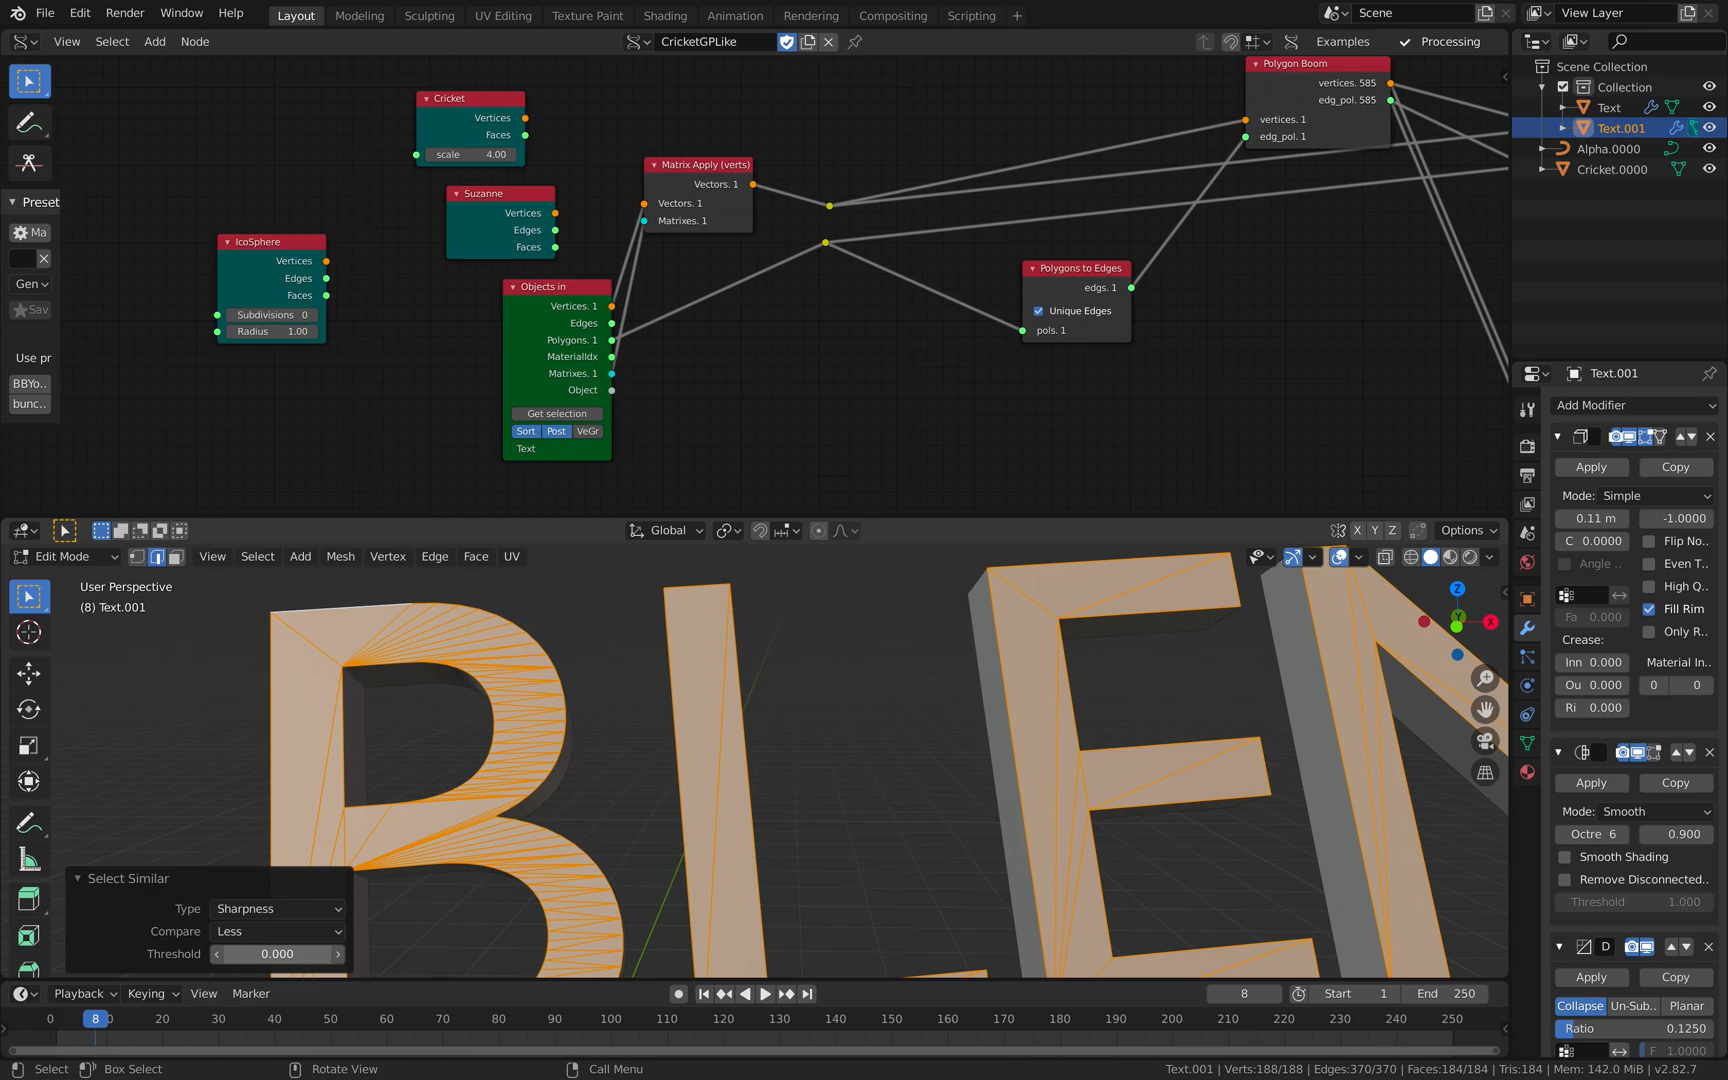 File Edit Render Window Help Layout Modeling Sculpting UV Editing Texture Paint Shading Animation Rendering Compositing Scripting + Scene View Layer
View Select Add Node CricketGPLike Examples Processing
Scene Collection
Collection
Text
Text.001
Alpha.0000
Cricket.0000
Preset
Ma
Gen
Sav
Use pr
BBYo..
bunc..
Cricket
Vertices
Faces
scale 4.00
Suzanne
Vertices
Edges
Faces
IcoSphere
Vertices
Edges
Faces
Subdivisions 0
Radius 1.00
Objects in
Vertices. 1
Edges
Polygons. 1
MaterialIdx
Matrixes. 1
Object
Get selection
Sort Post VeGr
Text
Matrix Apply (verts)
Vectors. 1
Vectors. 1
Matrixes. 1
Polygons to Edges
edgs. 1
Unique Edges
pols. 1
Polygon Boom
vertices. 585
edg_pol. 585
vertices. 1
edg_pol. 1
Text.001
Add Modifier
Apply Copy
Mode: Simple
0.11 m -1.0000
C 0.0000 Flip No..
Angle .. Even T..
High Q..
Fa 0.000 Fill Rim
Crease: Only R..
Inn 0.000 Material In..
Ou 0.000 0 0
Ri 0.000
Apply Copy
Mode: Smooth
Octre 6 0.900
Smooth Shading
Remove Disconnected..
Threshold 1.000
D
Apply Copy
Collapse Un-Sub.. Planar
Ratio 0.1250
F 1.0000
Global X Y Z Options
Edit Mode View Select Add Mesh Vertex Edge Face UV
User Perspective
(8) Text.001
Z
Y
X
Select Similar
Type Sharpness
Compare Less
Threshold 0.000
Playback Keying View Marker 8 Start 1 End 250
0 8 20 30 40 50 60 70 80 90 100 110 120 130 140 150 160 170 180 190 200 210 220 230 240 250
Select Box Select Rotate View Call Menu Text.001 | Verts:188/188 | Edges:370/370 | Faces:184/184 | Tris:184 | Mem: 142.0 MiB | v2.82.7